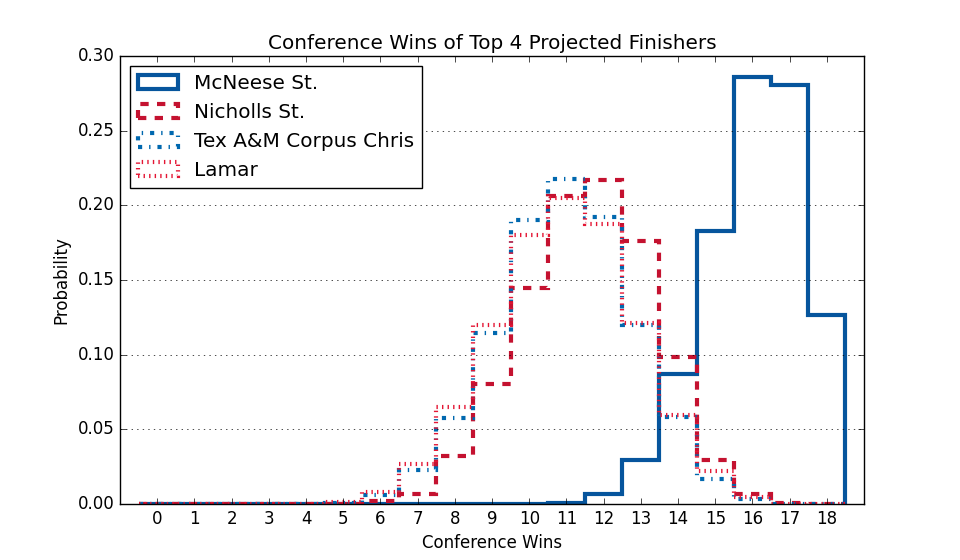 Conference Wins of Top 4 Projected Finishers
0.30
0.25
0.20
0.15
0.10
0.05
0.00
Probability
McNeese St.
Nicholls St.
Tex A&M Corpus Chris
Lamar
0 1 2 3 4 5 6 7 8 9 10 11 12 13 14 15 16 17 18
Conference Wins